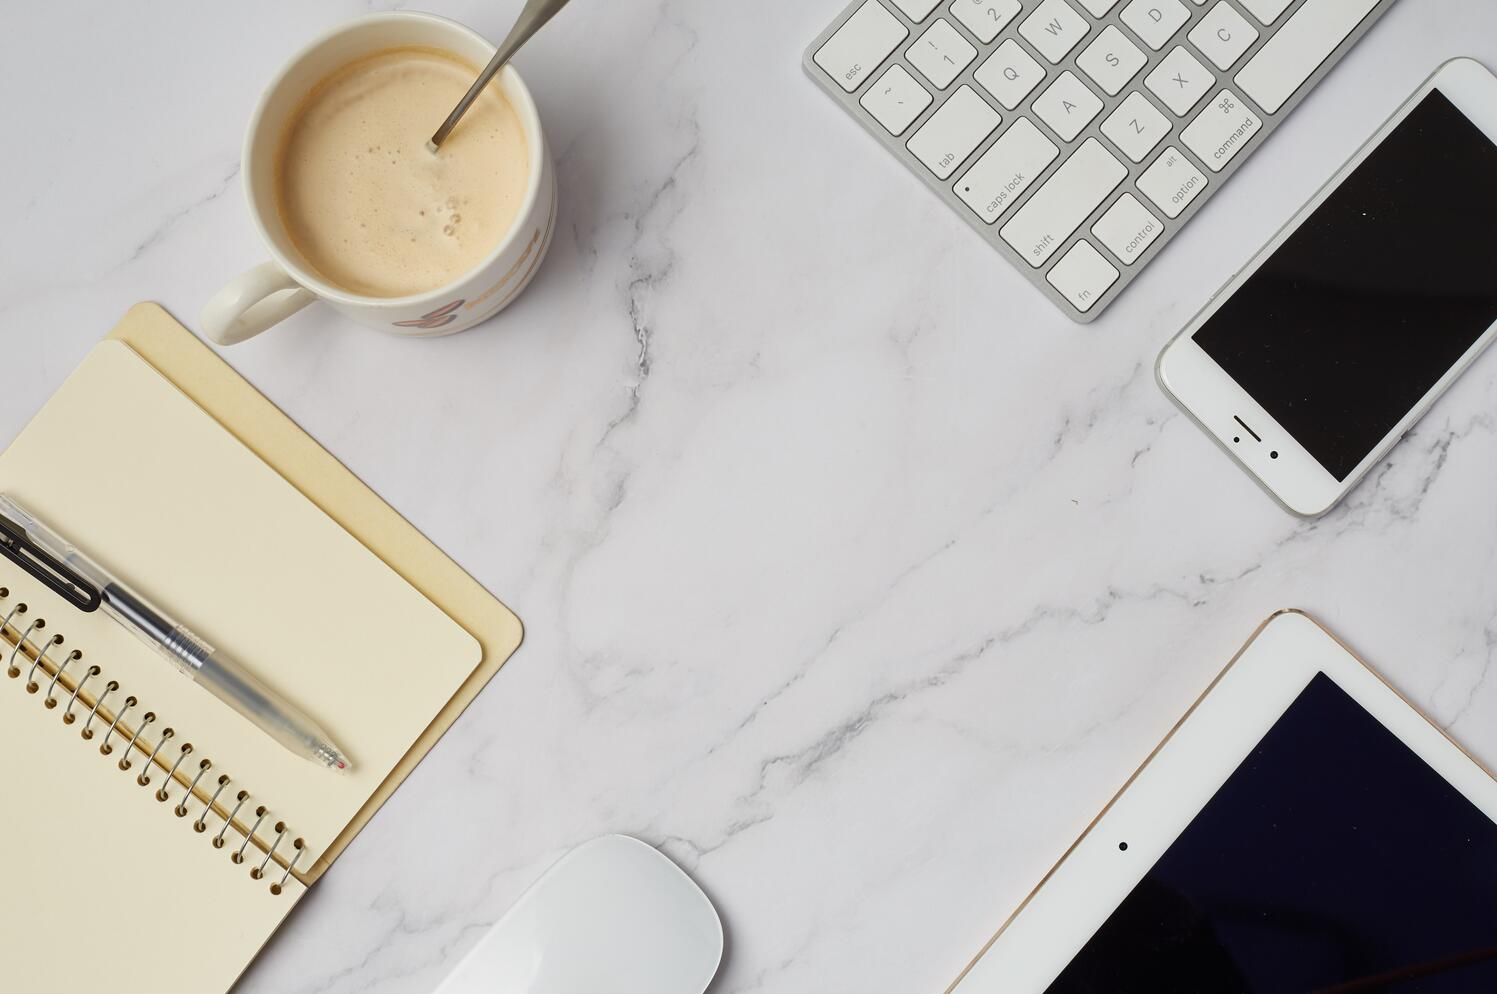 esc
~
`
!
1
@
2
tab
Q
W
caps lock
A
S
D
shift
Z
X
C
fn
control
alt
option
⌘
command